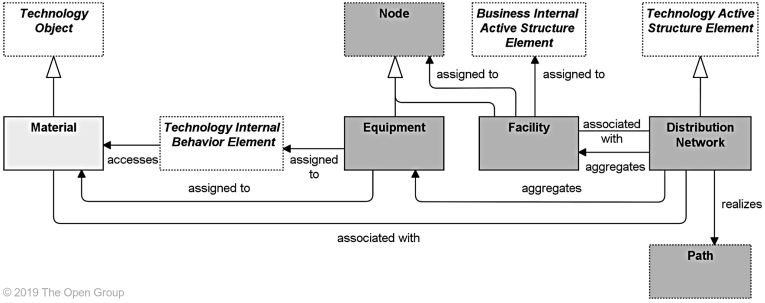 Technology
Object
Node
Business Internal
Active Structure
Element
Technology Active
Structure Element
assigned to
assigned to
Material
Technology Internal
Behavior Element
Equipment
Facility
associated
with
Distribution
Network
accesses
assigned
to
aggregates
assigned to
aggregates
realizes
associated with
Path
© 2019 The Open Group